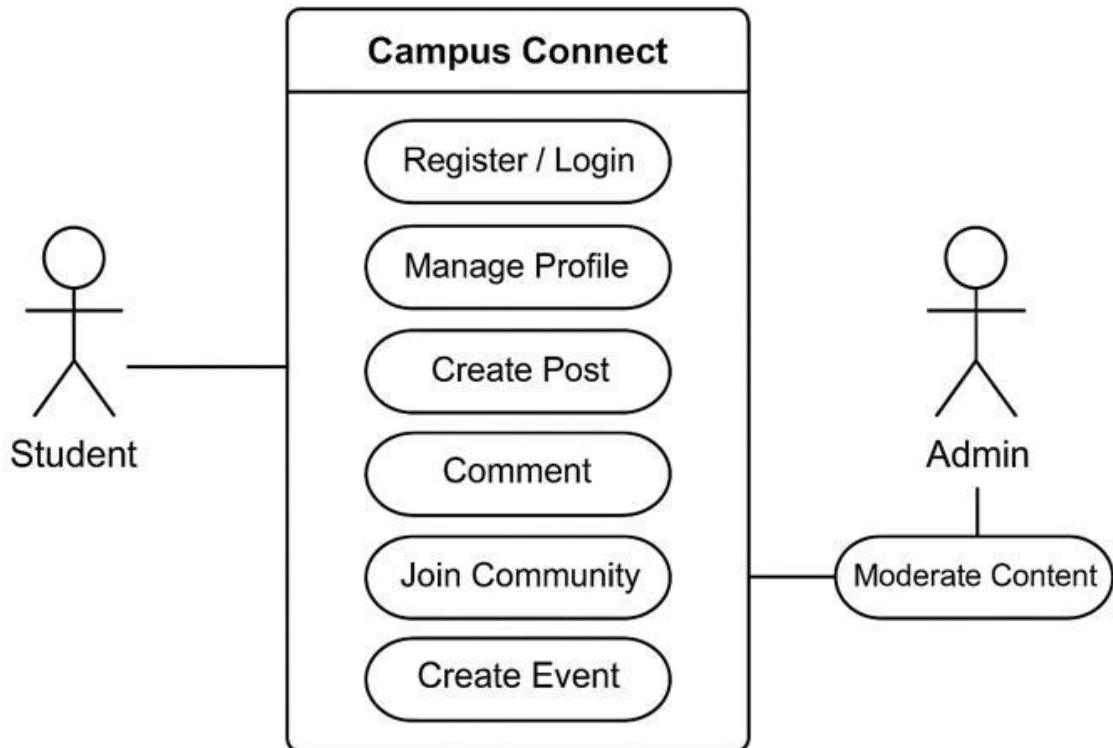 Campus Connect
Register / Login
Manage Profile
Create Post
Comment
Join Community
Create Event
Student
Admin
Moderate Content